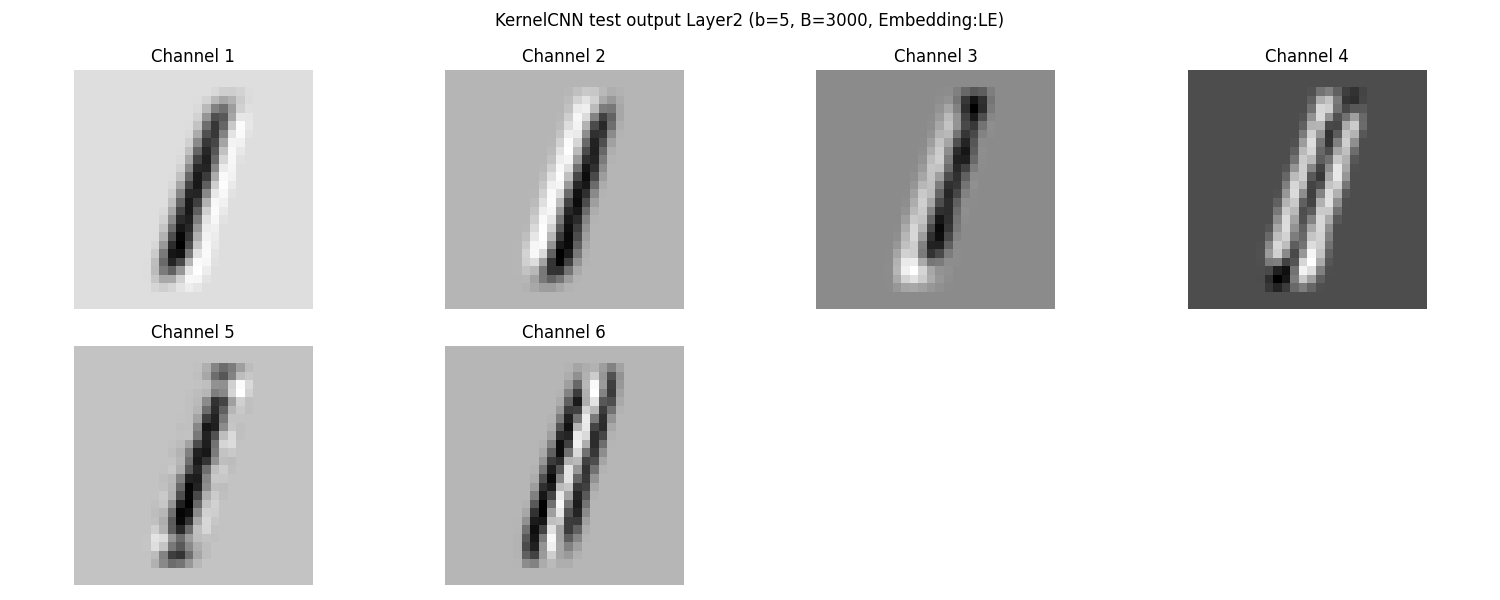 KernelCNN test output Layer2 (b=5, B=3000, Embedding:LE)
Channel 1
Channel 2
Channel 3
Channel 4
Channel 5
Channel 6